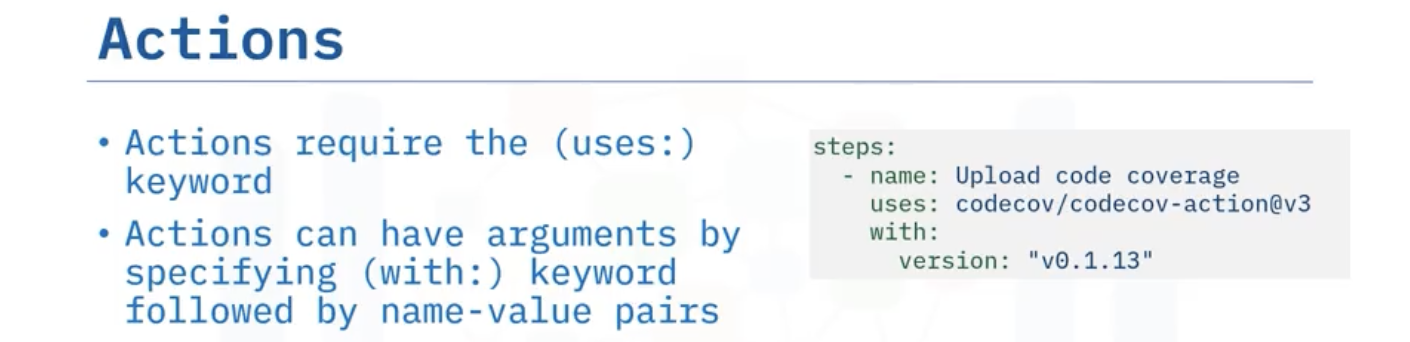 Actions
• Actions require the (uses:)
keyword
• Actions can have arguments by
specifying (with:) keyword
followed by name-value pairs
steps:
  - name: Upload code coverage
    uses: codecov/codecov-action@v3
    with:
      version: "v0.1.13"